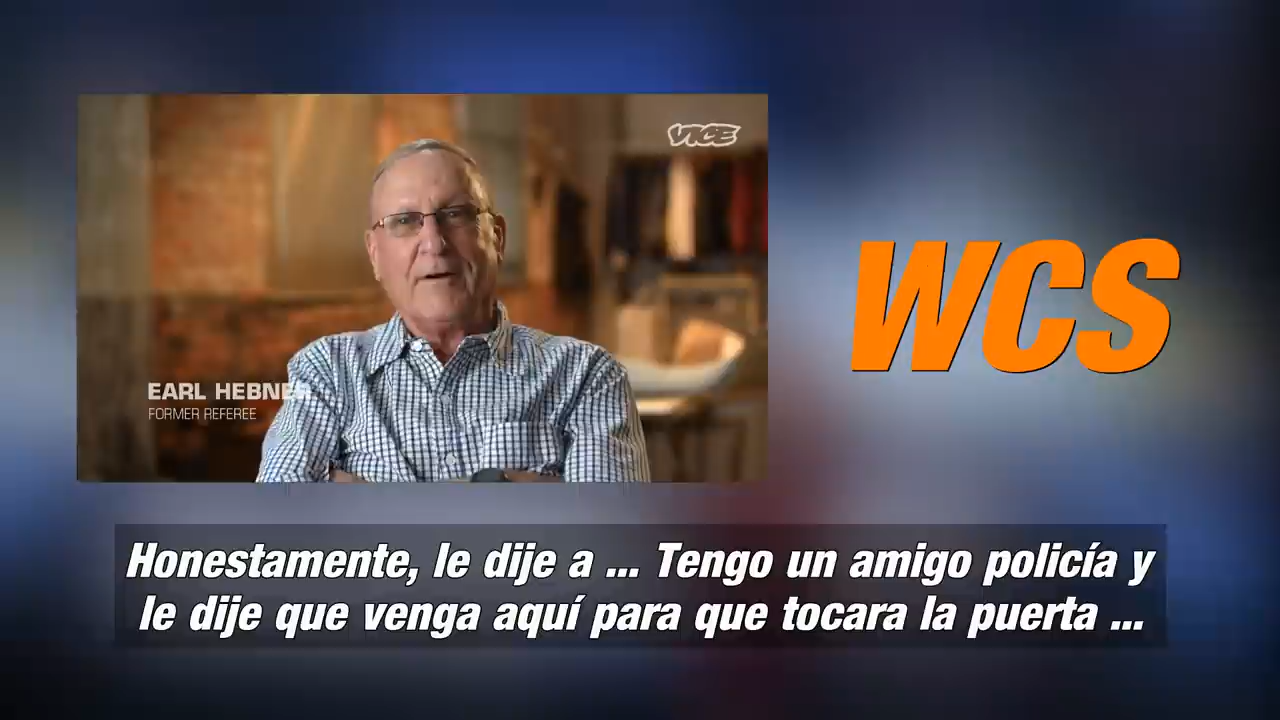 VICE
EARL HEBNER
FORMER REFEREE
WCS
Honestamente, le dije a ... Tengo un amigo policía y
le dije que venga aquí para que tocara la puerta ...